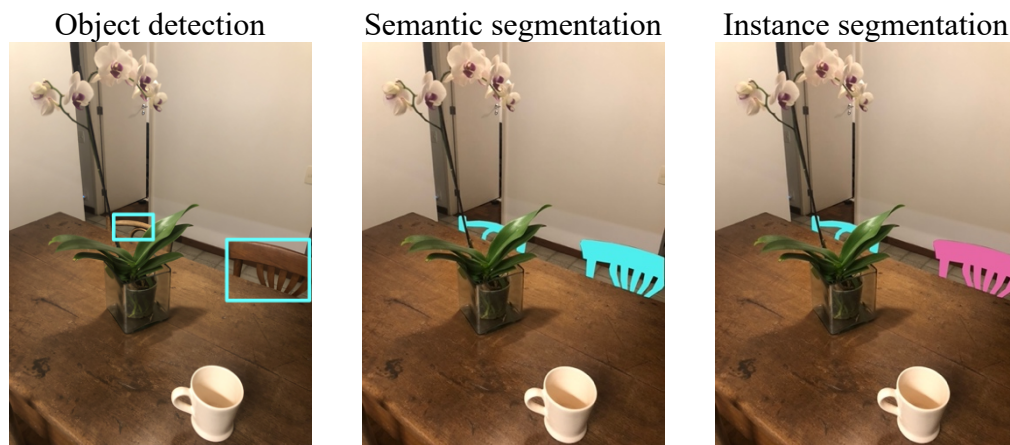 Object detection
Semantic segmentation
Instance segmentation